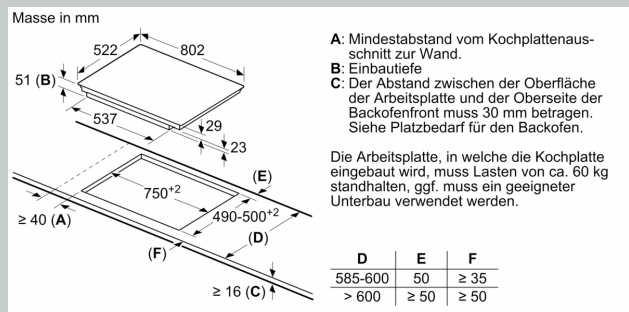 Masse in mm
522
802
51 (B)
537
29
23
(E)
750+2
490-500+2
≥ 40 (A)
(D)
(F)
≥ 16 (C)
A: Mindestabstand vom Kochplattenaus-
schnitt zur Wand.
B: Einbautiefe
C: Der Abstand zwischen der Oberfläche
der Arbeitsplatte und der Oberseite der
Backofenfront muss 30 mm betragen.
Siehe Platzbedarf für den Backofen.
Die Arbeitsplatte, in welche die Kochplatte
eingebaut wird, muss Lasten von ca. 60 kg
standhalten, ggf. muss ein geeigneter
Unterbau verwendet werden.
D E F
585-600 50 ≥ 35
> 600 ≥ 50 ≥ 50